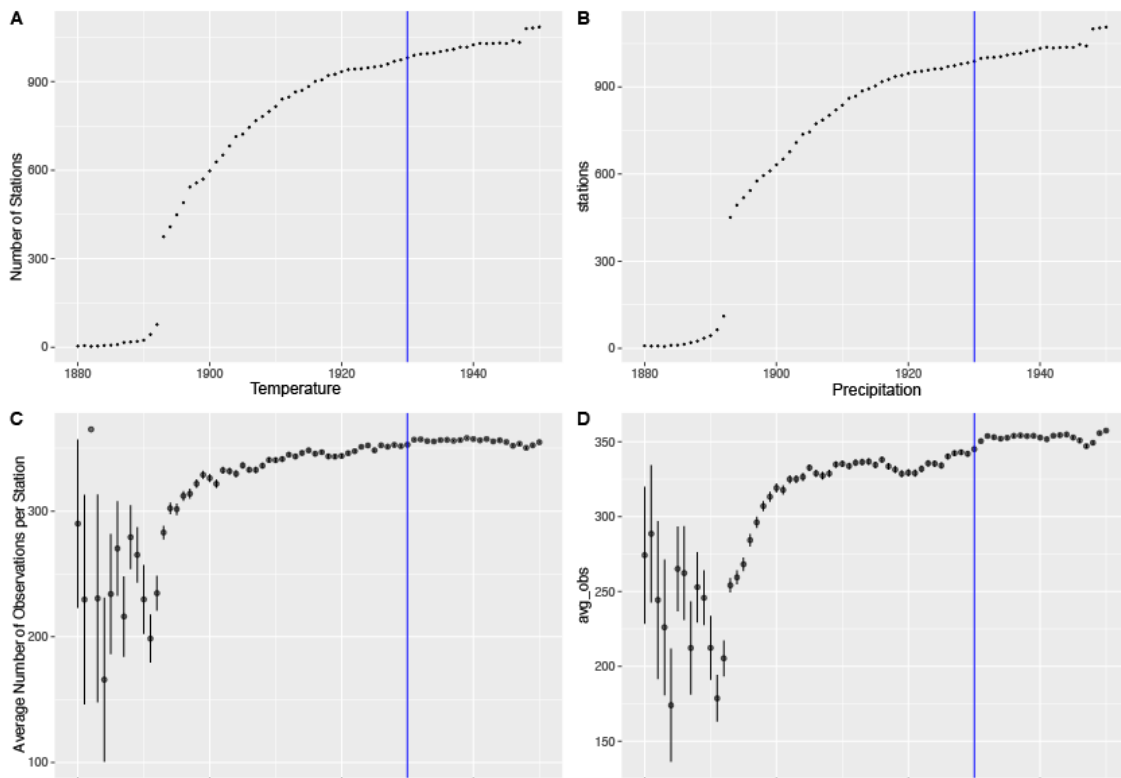 A
Number of Stations
900
600
300
0
1880
1900
1920
1940
Temperature
B
stations
900
600
300
0
1880
1900
1920
1940
Precipitation
C
Average Number of Observations per Station
300
200
100
D
avg_obs
350
300
250
200
150